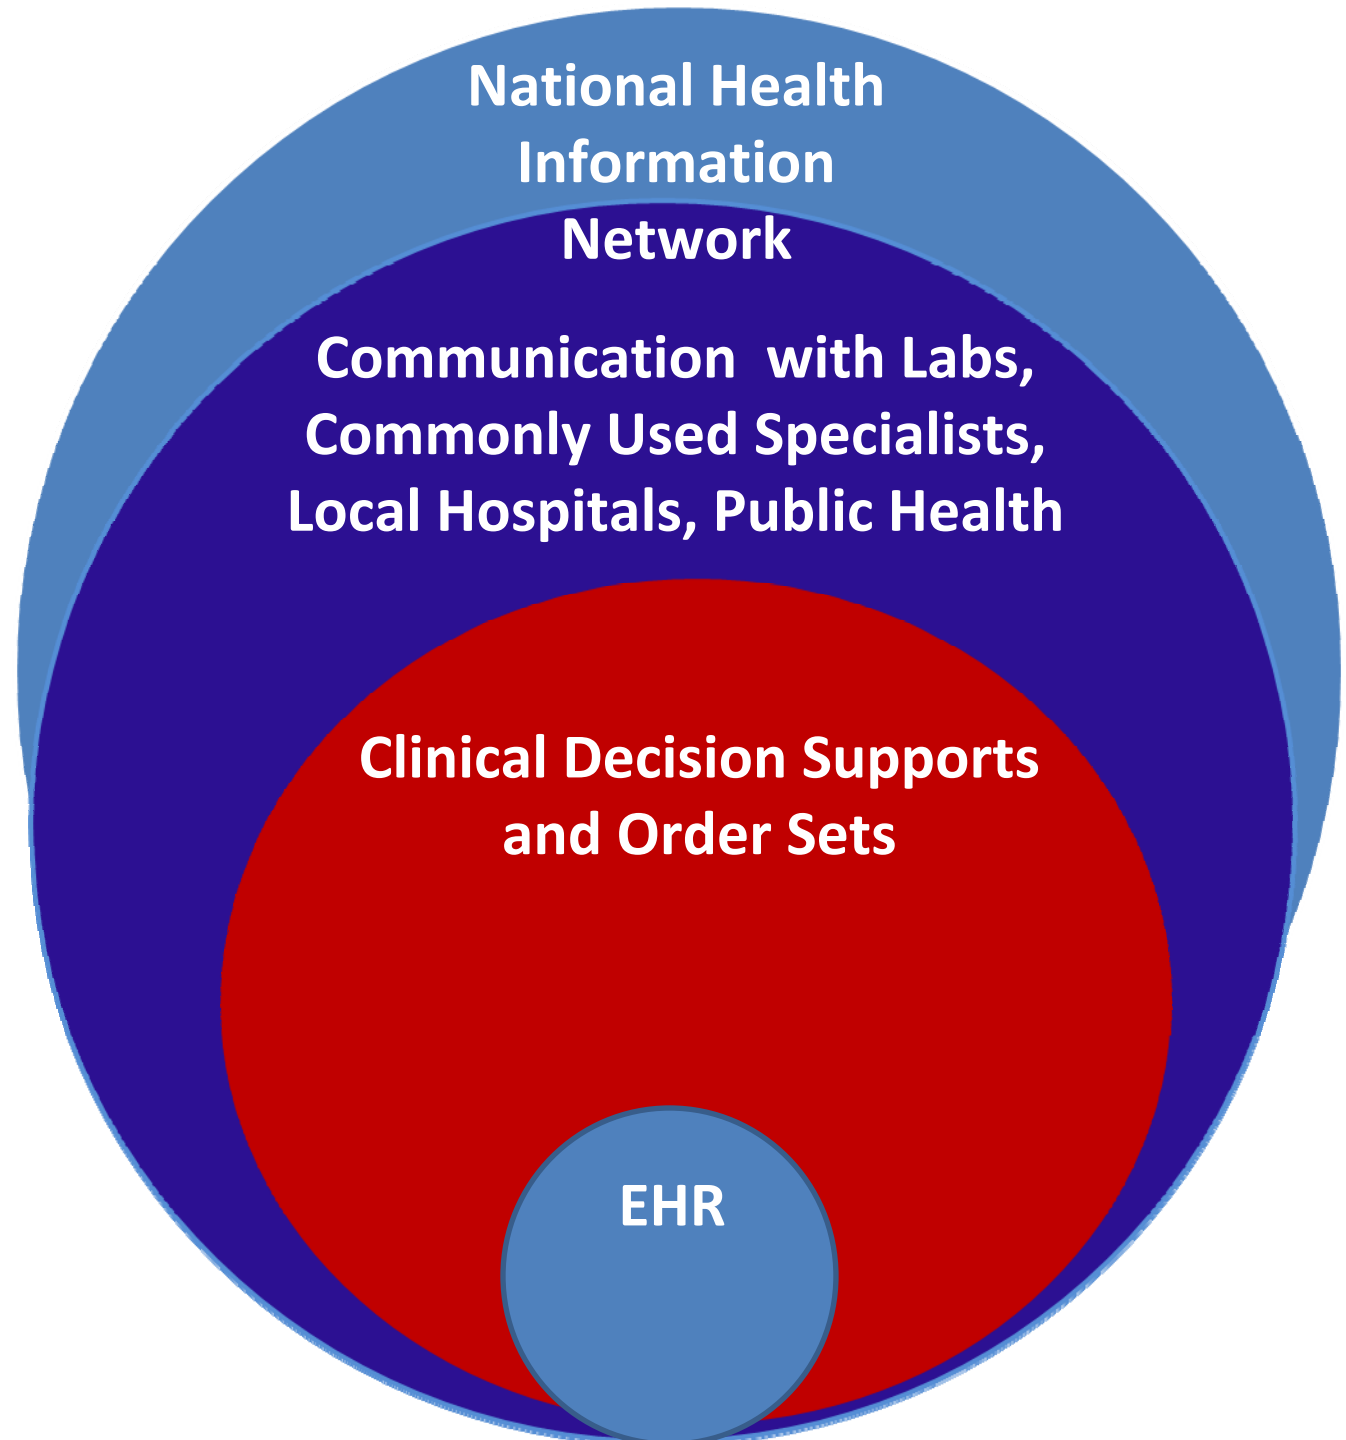 National Health
Information
Network
Communication  with Labs,
Commonly Used Specialists,
Local Hospitals, Public Health
Clinical Decision Supports
and Order Sets
EHR